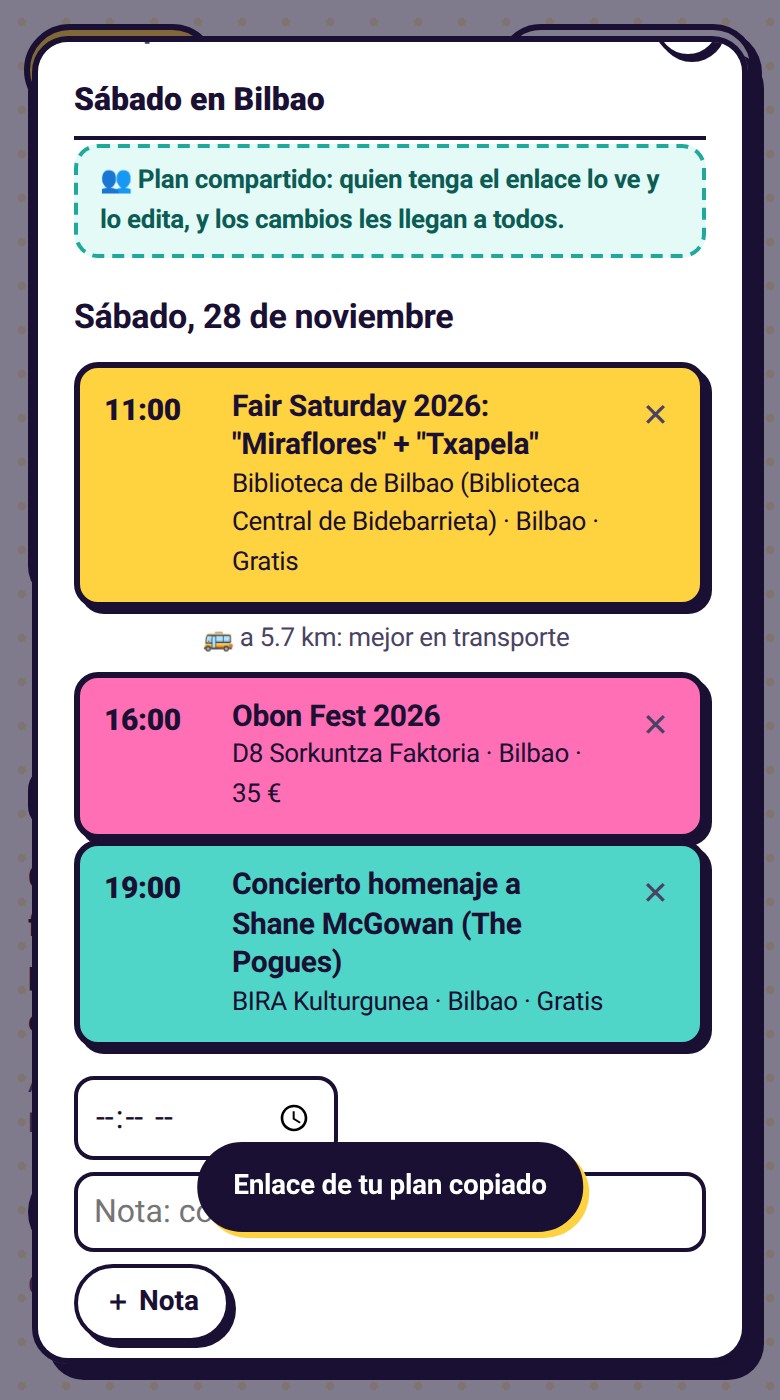 Sábado en Bilbao
👥 Plan compartido: quien tenga el enlace lo ve y
lo edita, y los cambios les llegan a todos.
Sábado, 28 de noviembre
11:00
Fair Saturday 2026:
"Miraflores" + "Txapela"
Biblioteca de Bilbao (Biblioteca
Central de Bidebarrieta) · Bilbao ·
Gratis
✕
🚌 a 5.7 km: mejor en transporte
16:00
Obon Fest 2026
D8 Sorkuntza Faktoria · Bilbao ·
35 €
✕
19:00
Concierto homenaje a
Shane McGowan (The
Pogues)
BIRA Kulturgunea · Bilbao · Gratis
✕
--:-- --
Enlace de tu plan copiado
Nota:
+ Nota